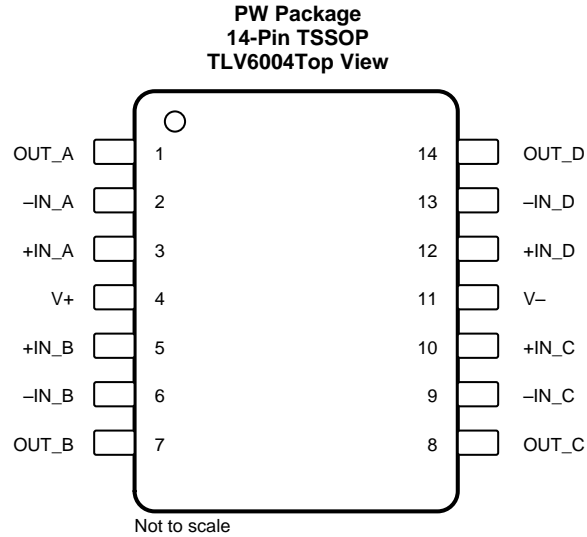 PW Package
14-Pin TSSOP
TLV6004Top View
OUT_A 1 14 OUT_D
–IN_A 2 13 –IN_D
+IN_A 3 12 +IN_D
V+ 4 11 V–
+IN_B 5 10 +IN_C
–IN_B 6 9 –IN_C
OUT_B 7 8 OUT_C
Not to scale